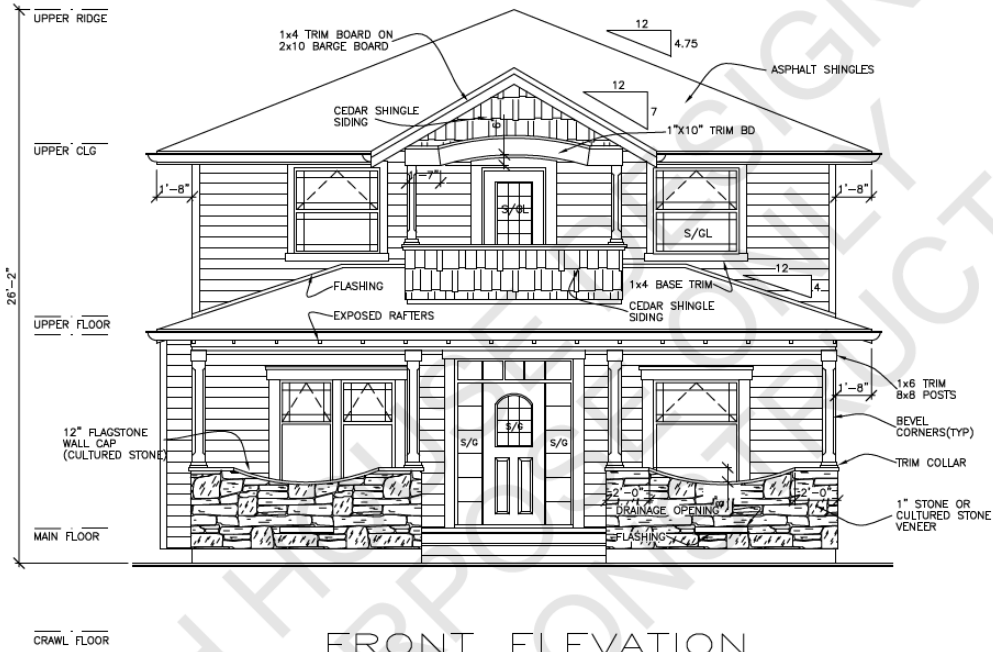 UPPER RIDGE
1x4 TRIM BOARD ON
2x10 BARGE BOARD
12
4.75
ASPHALT SHINGLES
12
7
CEDAR SHINGLE
SIDING
6"
1"X10" TRIM BD
UPPER CLG
1'-8"
1'-7"
1'-8"
S/GL
S/GL
26'-2"
FLASHING
1x4 BASE TRIM
12
4
CEDAR SHINGLE
SIDING
UPPER FLOOR
EXPOSED RAFTERS
1'-8"
1x6 TRIM
8x8 POSTS
BEVEL
CORNERS(TYP)
12" FLAGSTONE
WALL CAP
(CULTURED STONE)
S/G
S/G
S/G
TRIM COLLAR
2'-0"
2'-0"
DRAINAGE OPENING
1" STONE OR
CULTURED STONE
VENEER
MAIN FLOOR
FLASHING
CRAWL FLOOR
FRONT ELEVATION